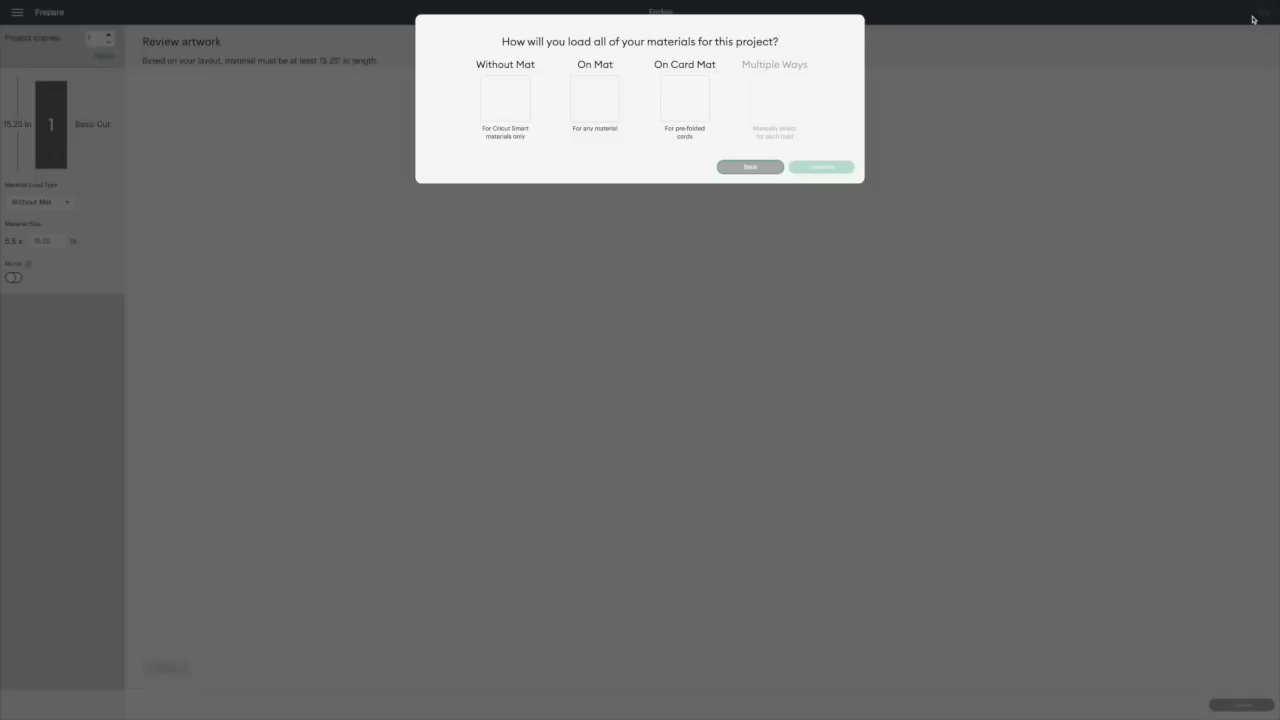 Prepare
Project copies:
1
Review artwork
Based on your layout, material must be at least 15.25" in length.
15.25 in
1
Basic Cut
Material Load Type
Without Mat
Material Size
in
Mirror
How will you load all of your materials for this project?
Without Mat
On Mat
On Card Mat
Multiple Ways
For Cricut Smart
materials only
For any material
For pre-folded
cards
Manually select
for each load
Back